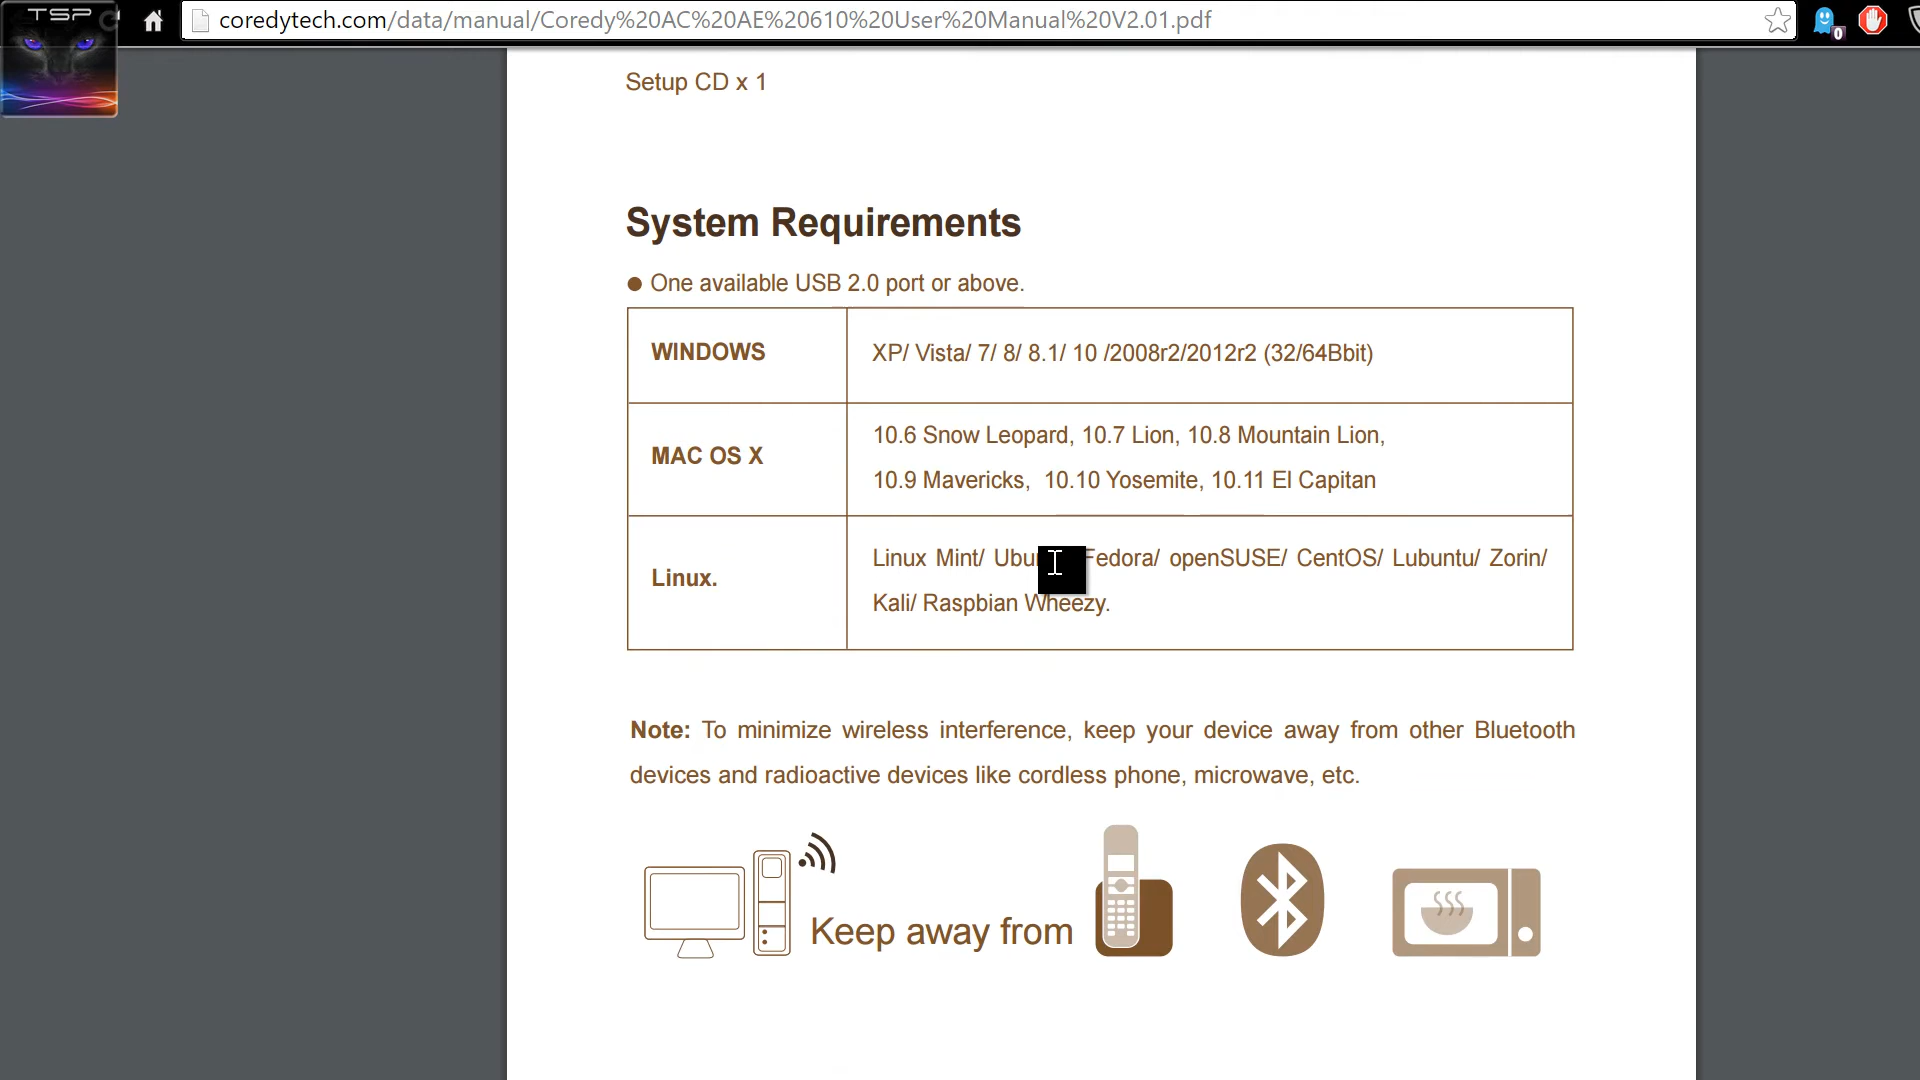 TSP
coredytech.com/data/manual/Coredy%20AC%20AE%20610%20User%20Manual%20V2.01.pdf
0
Setup CD x 1
System Requirements
● One available USB 2.0 port or above.
WINDOWS
XP/ Vista/ 7/ 8/ 8.1/ 10 /2008r2/2012r2 (32/64Bbit)
MAC OS X
10.6 Snow Leopard, 10.7 Lion, 10.8 Mountain Lion,
10.9 Mavericks, 10.10 Yosemite, 10.11 El Capitan
Linux.
Linux Mint/ Fedora/ openSUSE/ CentOS/ Lubuntu/ Zorin/
Kali/ Raspbian Wheezy.
Note: To minimize wireless interference, keep your device away from other Bluetooth
devices and radioactive devices like cordless phone, microwave, etc.
Keep away from